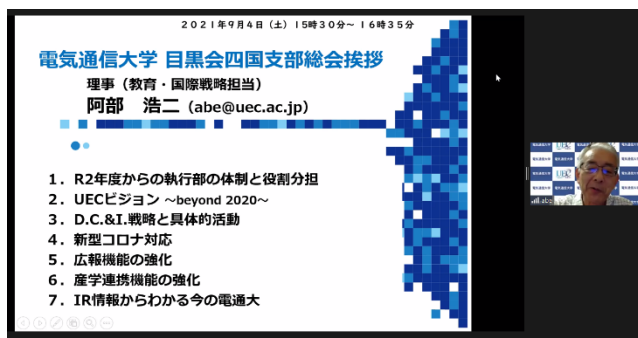 2021年9月4日（土）15時30分～16時35分
電気通信大学 目黒会四国支部総会挨拶
理事（教育・国際戦略担当）
阿部　浩二（abe@uec.ac.jp）
1．R2年度からの執行部の体制と役割分担
2．UECビジョン ～beyond 2020～
3．D.C.&I.戦略と具体的活動
4．新型コロナ対応
5．広報機能の強化
6．産学連携機能の強化
7．IR情報からわかる今の電通大
UEC
abe